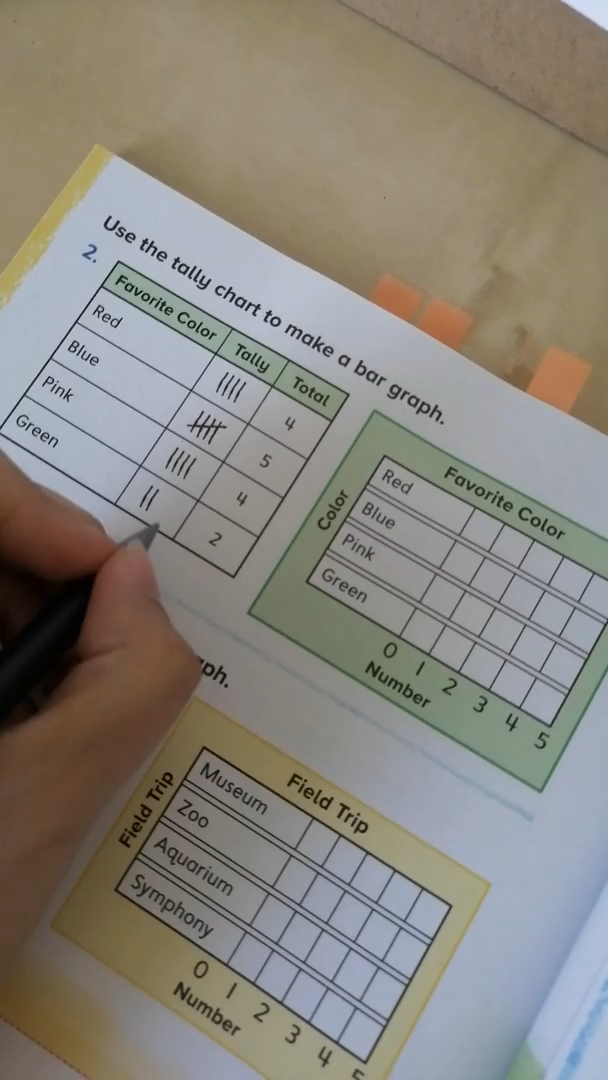 Use the tally chart to make a bar graph.
2.
Favorite Color Tally Total
Red 4
Blue 5
Pink 4
Green 2
Favorite Color
Color
Red
Blue
Pink
Green
0 1 2 3 4 5
Number
Field Trip
Field Trip
Museum
Zoo
Aquarium
Symphony
0 1 2 3 4 5
Number